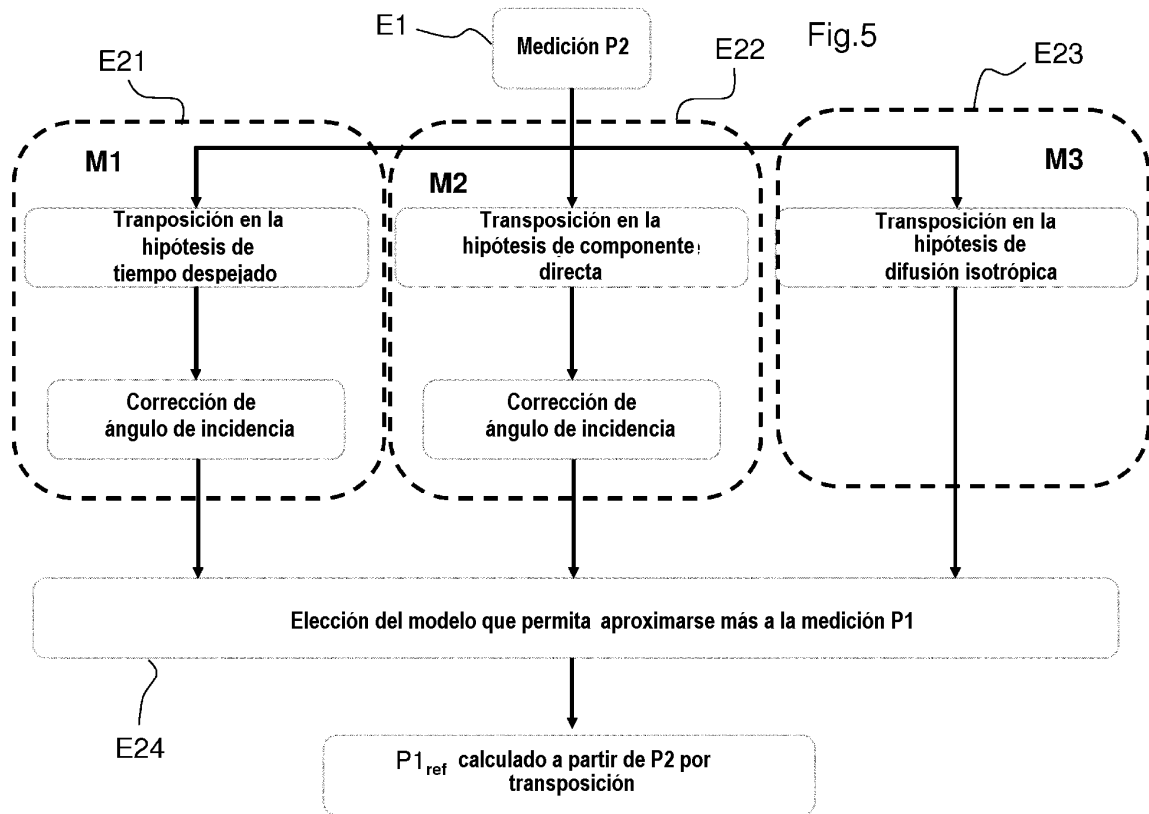 E1
Medición P2
Fig.5
E21
E22
E23
M1
M2
M3
Tranposición en la
hipótesis de
tiempo despejado
Transposición en la
hipótesis de componente
directa
Transposición en la
hipótesis de
difusión isotrópica
Corrección de
ángulo de incidencia
Corrección de
ángulo de incidencia
Elección del modelo que permita aproximarse más a la medición P1
E24
P1ref calculado a partir de P2 por
transposición